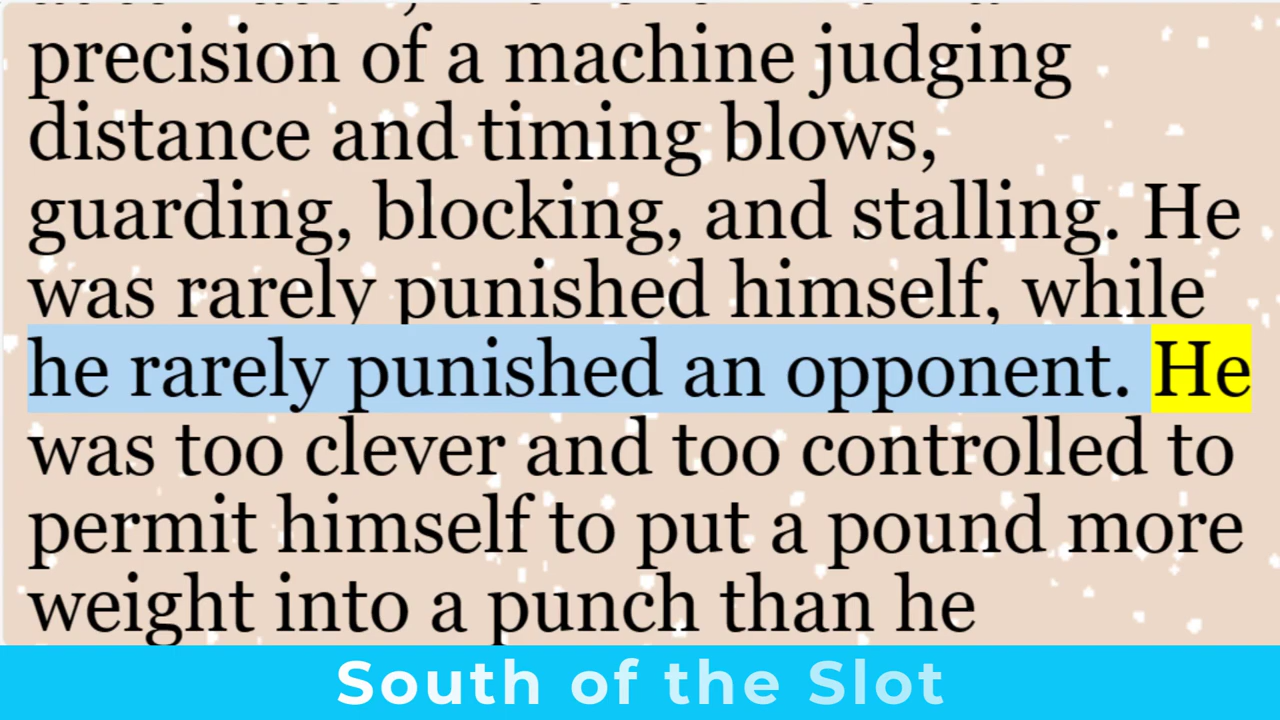 precision of a machine judging
distance and timing blows,
guarding, blocking, and stalling. He
was rarely punished himself, while
he rarely punished an opponent. He
was too clever and too controlled to
permit himself to put a pound more
weight into a punch than he
South of the Slot